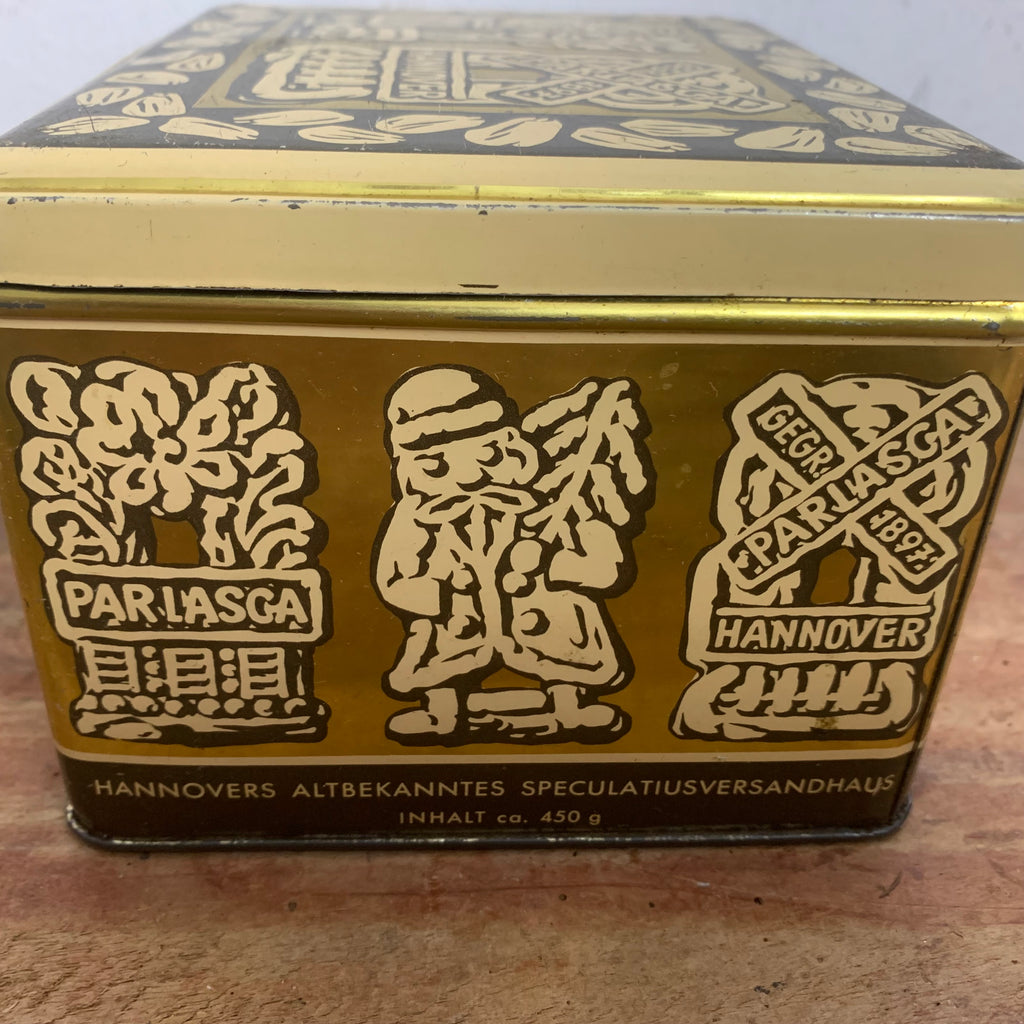 PARLASCA
GEGR.
PARLASCA
1897
HANNOVER
HANNOVERS ALTBEKANNTES SPECULATIUSVERSANDHAUS
INHALT ca. 450 g